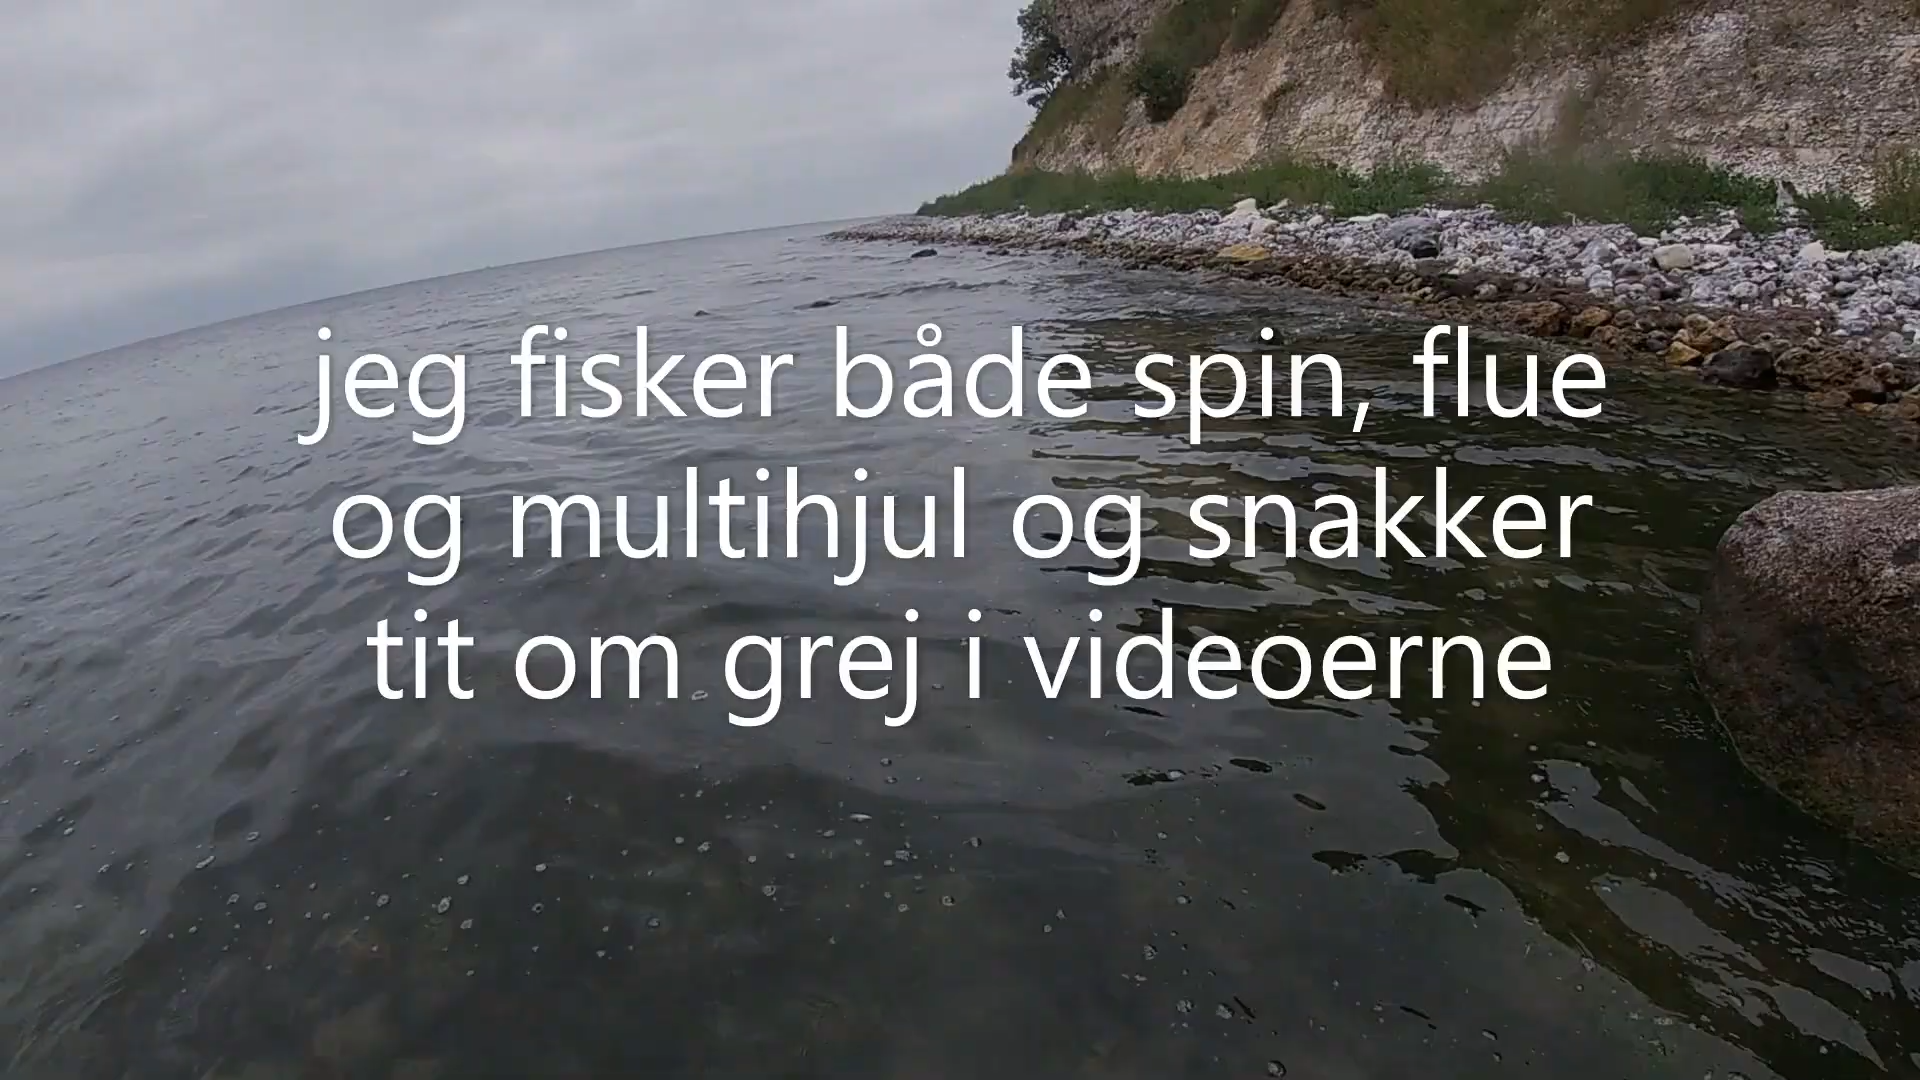 jeg fisker både spin, flue
og multihjul og snakker
tit om grej i videoerne